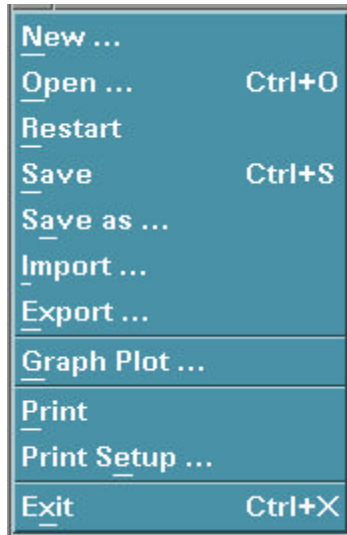 New ...
Open ... Ctrl+O
Restart
Save Ctrl+S
Save as ...
Import ...
Export ...
Graph Plot ...
Print
Print Setup ...
Exit Ctrl+X